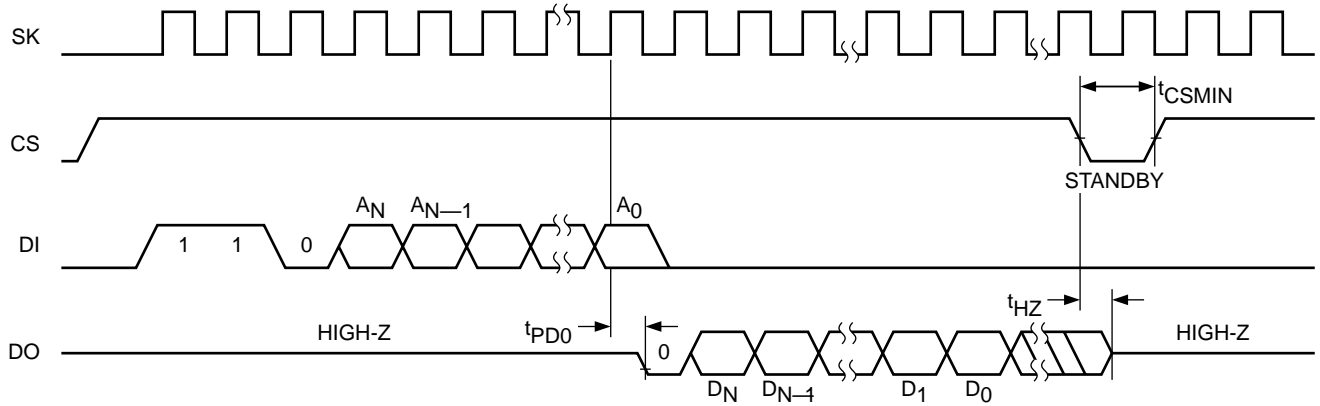 SK
tCSMIN
CS
STANDBY
AN AN—1 A0
DI 1 1 0
tHZ
tPD0
HIGH-Z HIGH-Z
DO 0
DN DN—1 D1 D0